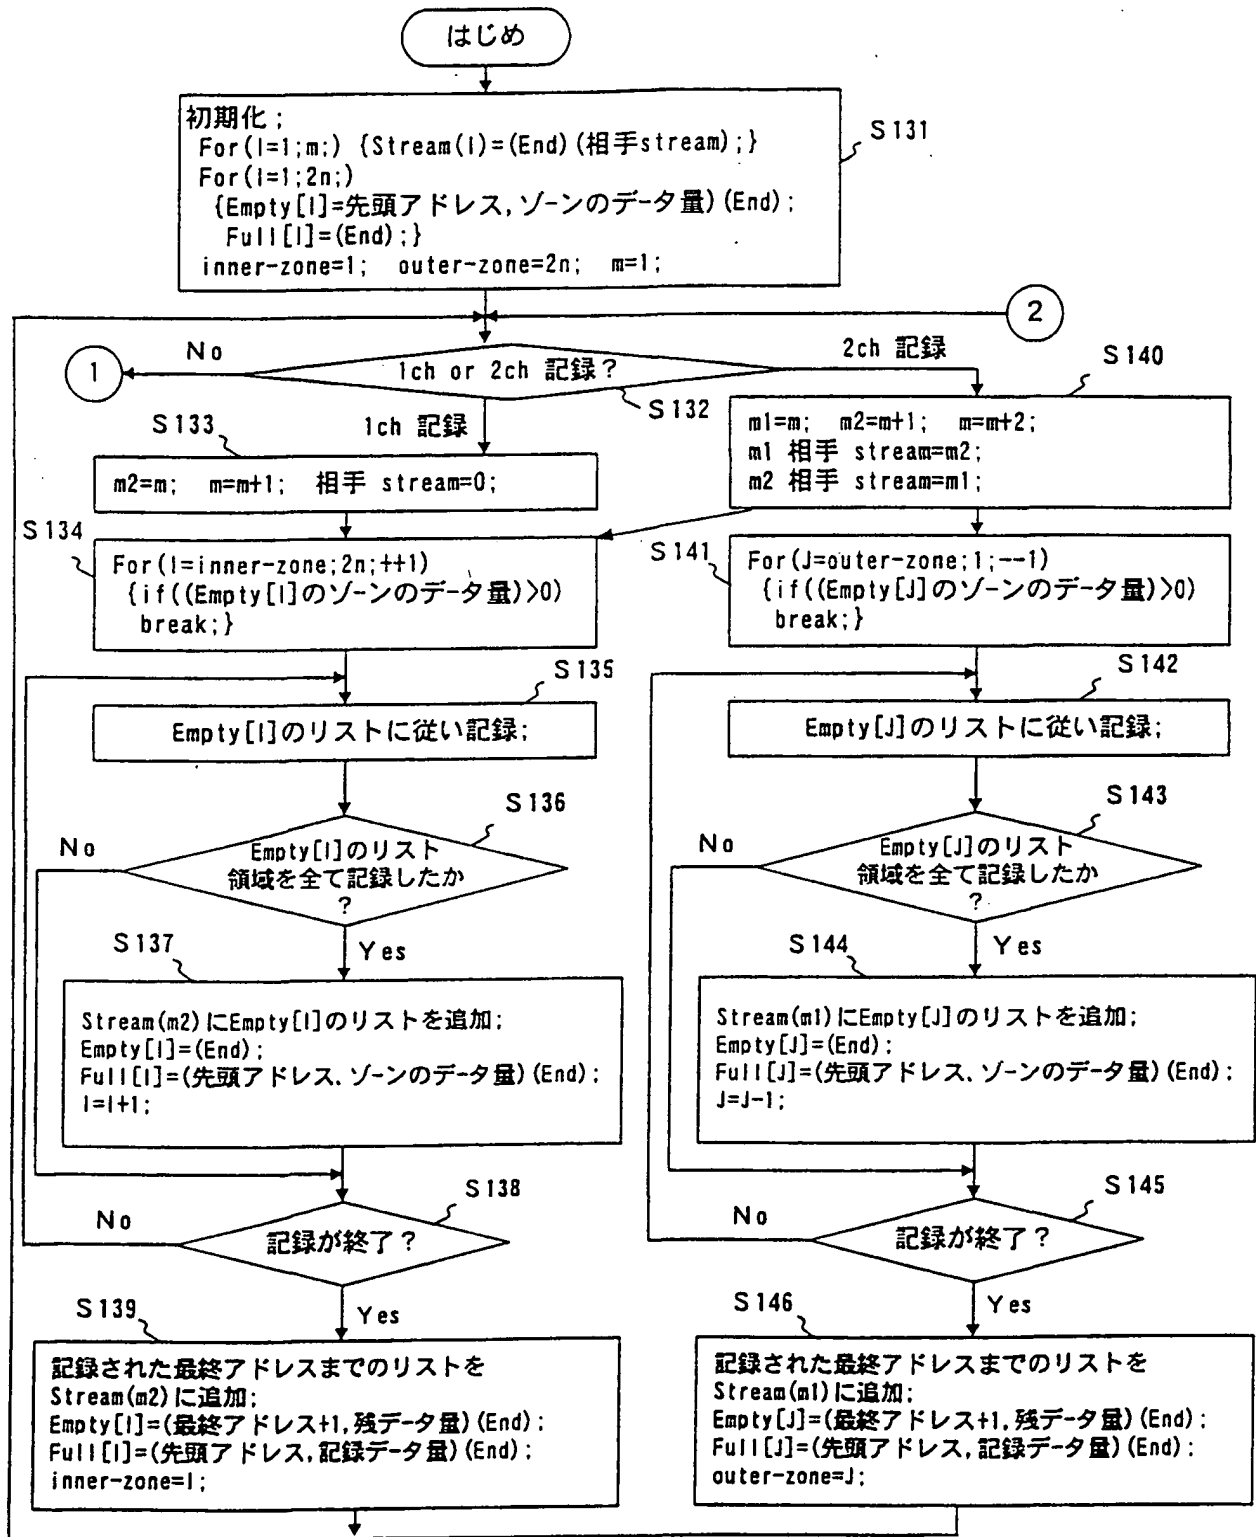 はじめ
初期化；
For(I=1;m;) {Stream(I)=(End)(相手stream);}
For(I=1;2n;)
{Empty[I]=先頭アドレス,ゾーンのデータ量)(End);
Full[I]=(End);}
inner-zone=1; outer-zone=2n; m=1;
S131
2
1
No
1ch or 2ch 記録？
2ch 記録
S132
1ch 記録
S133
m2=m; m=m+1; 相手 stream=0;
S140
m1=m; m2=m+1; m=m+2;
m1 相手 stream=m2;
m2 相手 stream=m1;
S134
For(I=inner-zone;2n;++1)
{if((Empty[I]のゾーンのデータ量)>0)
break;}
S141
For(J=outer-zone;1;--1)
{if((Empty[J]のゾーンのデータ量)>0)
break;}
S135
Empty[I]のリストに従い記録;
S142
Empty[J]のリストに従い記録;
S136
No
Empty[I]のリスト
領域を全て記録したか
？
Yes
S143
No
Empty[J]のリスト
領域を全て記録したか
？
Yes
S137
Stream(m2)にEmpty[I]のリストを追加;
Empty[I]=(End);
Full[I]=(先頭アドレス、ゾーンのデータ量)(End);
I=I+1;
S144
Stream(m1)にEmpty[J]のリストを追加;
Empty[J]=(End);
Full[J]=(先頭アドレス、ゾーンのデータ量)(End);
J=J-1;
S138
No
記録が終了？
Yes
S145
No
記録が終了？
Yes
S139
記録された最終アドレスまでのリストを
Stream(m2)に追加;
Empty[I]=(最終アドレス+1,残データ量)(End);
Full[I]=(先頭アドレス,記録データ量)(End);
inner-zone=I;
S146
記録された最終アドレスまでのリストを
Stream(m1)に追加;
Empty[J]=(最終アドレス+1,残データ量)(End);
Full[J]=(先頭アドレス,記録データ量)(End);
outer-zone=J;